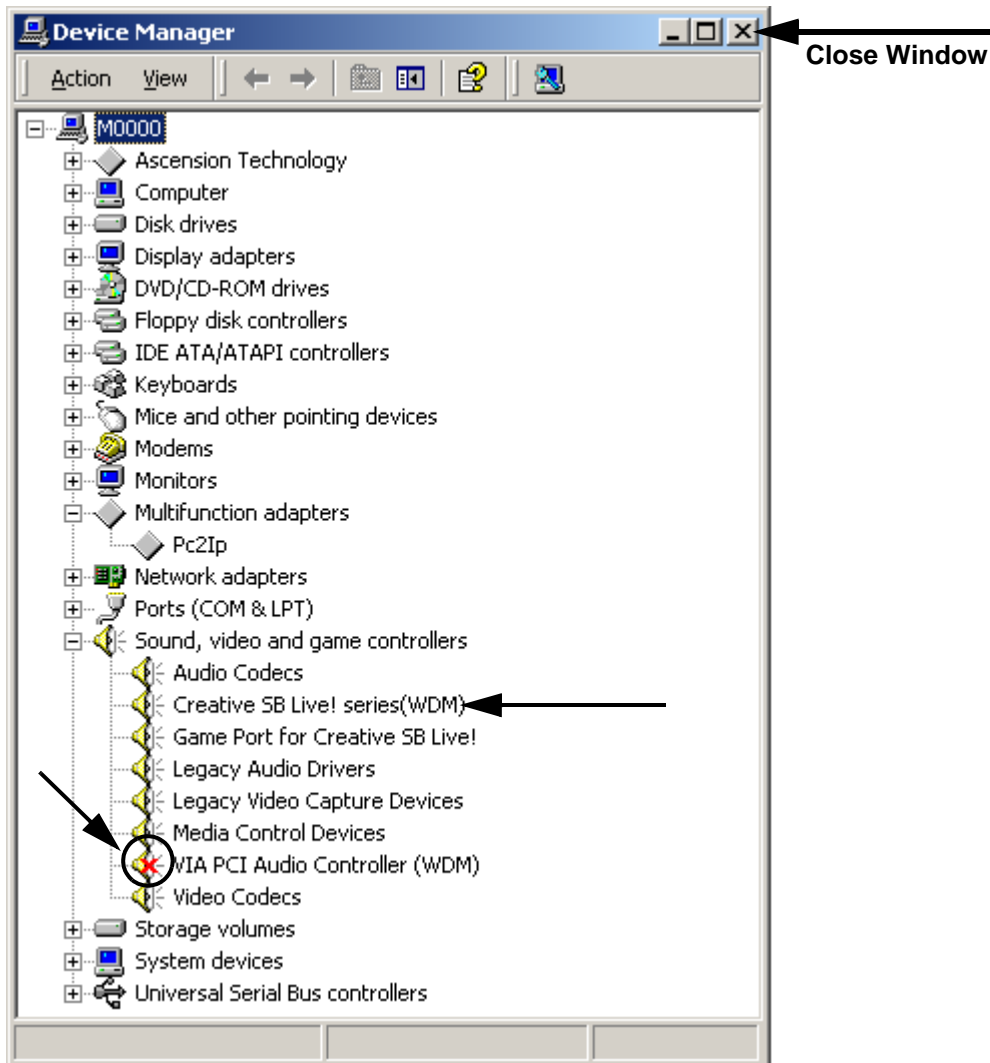 Device Manager
Close Window
Action View
M0000
Ascension Technology
Computer
Disk drives
Display adapters
DVD/CD-ROM drives
Floppy disk controllers
IDE ATA/ATAPI controllers
Keyboards
Mice and other pointing devices
Modems
Monitors
Multifunction adapters
Pc2Ip
Network adapters
Ports (COM & LPT)
Sound, video and game controllers
Audio Codecs
Creative SB Live! series(WDM)
Game Port for Creative SB Live!
Legacy Audio Drivers
Legacy Video Capture Devices
Media Control Devices
VIA PCI Audio Controller (WDM)
Video Codecs
Storage volumes
System devices
Universal Serial Bus controllers